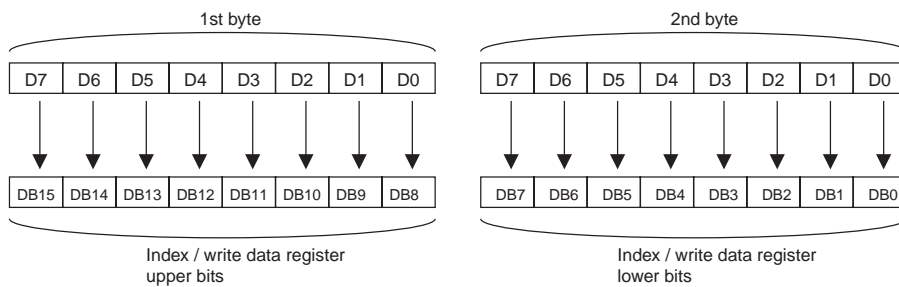 1st byte
2nd byte
D7 D6 D5 D4 D3 D2 D1 D0
D7 D6 D5 D4 D3 D2 D1 D0
DB15 DB14 DB13 DB12 DB11 DB10 DB9 DB8
DB7 DB6 DB5 DB4 DB3 DB2 DB1 DB0
Index / write data register
upper bits
Index / write data register
lower bits